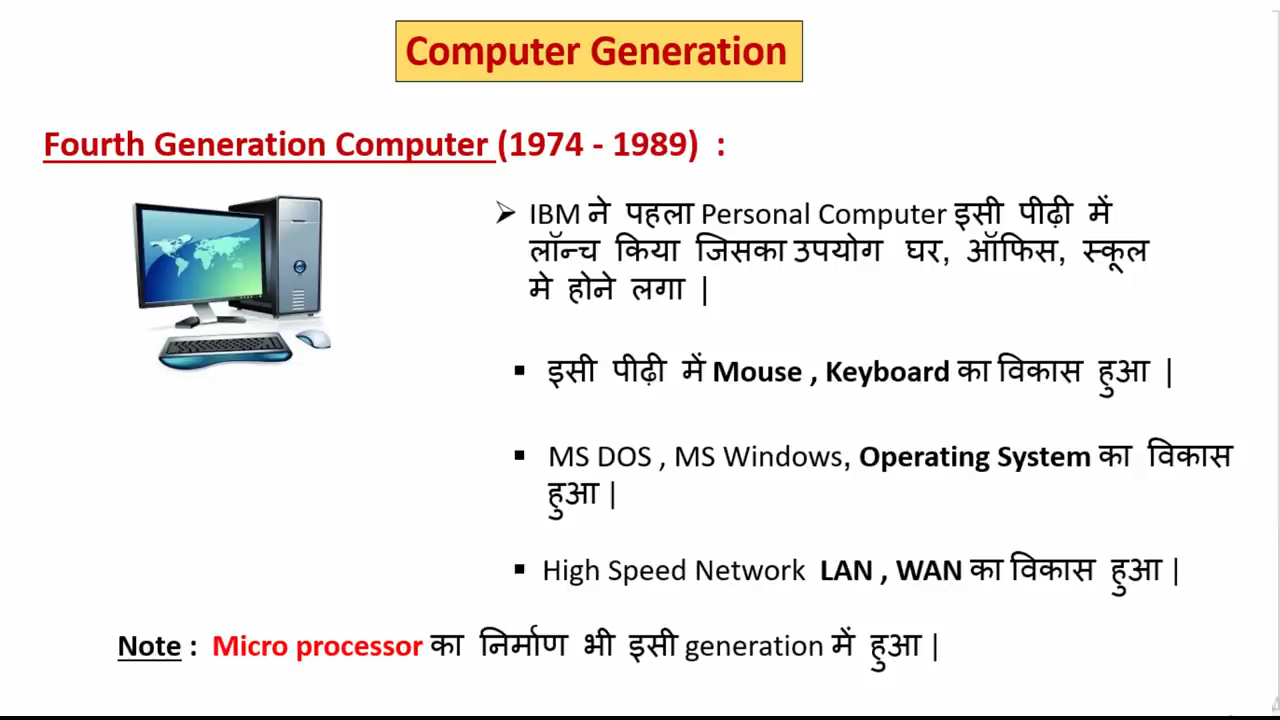 Computer Generation
Fourth Generation Computer (1974 - 1989) :
➢ IBM ने पहला Personal Computer इसी पीढ़ी में
लॉन्च किया जिसका उपयोग घर, ऑफिस, स्कूल
मे होने लगा |
▪ इसी पीढ़ी में Mouse , Keyboard का विकास हुआ |
▪ MS DOS , MS Windows, Operating System का विकास
हुआ |
▪ High Speed Network LAN , WAN का विकास हुआ |
Note : Micro processor का निर्माण भी इसी generation में हुआ |